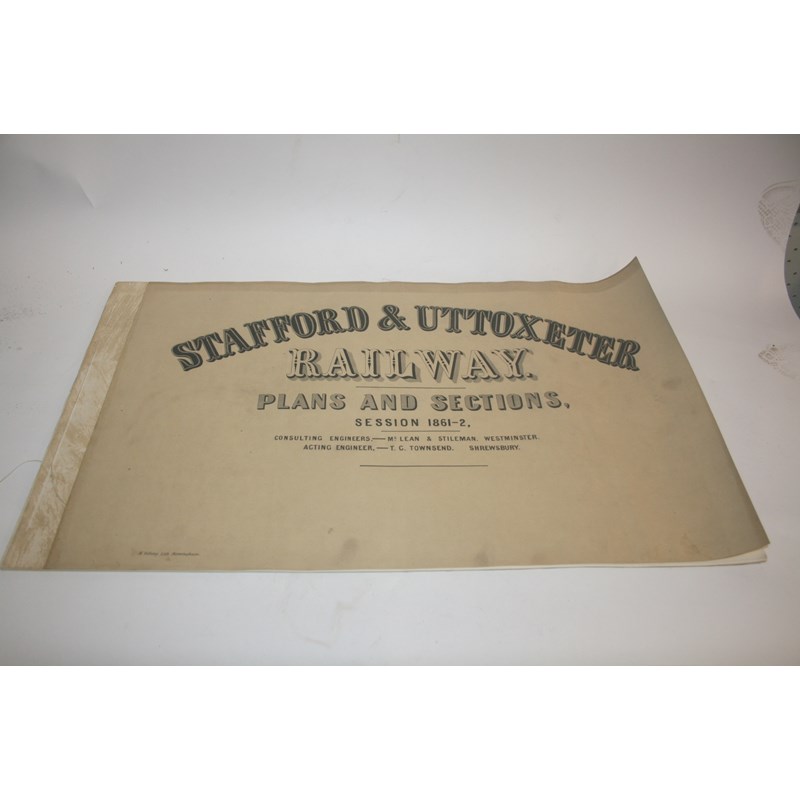 STAFFORD & UTTOXETER
RAILWAY.
PLANS AND SECTIONS,
SESSION 1861-2,
CONSULTING ENGINEERS,—Mc LEAN & STILEMAN, WESTMINSTER.
ACTING ENGINEER,—T. G. TOWNSEND, SHREWSBURY.